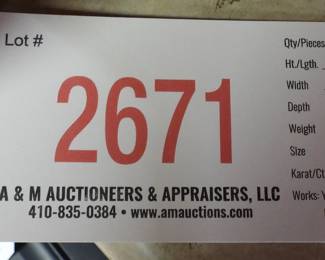 Lot #
2671
A & M AUCTIONEERS & APPRAISERS, LLC
410-835-0384 • www.amauctions.com
Qty/Pieces
Ht./Lgth.
Width
Depth
Weight
Size
Karat/Ct
Works: